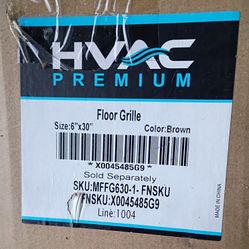 HVAC
PREMIUM
Floor Grille
Size:6"x30"
Color:Brown
* X0045485G9 *
Sold Separately
SKU:MFFG630-1- FNSKU
FNSKU:X0045485G9
Line:1004
MADE IN CHINA